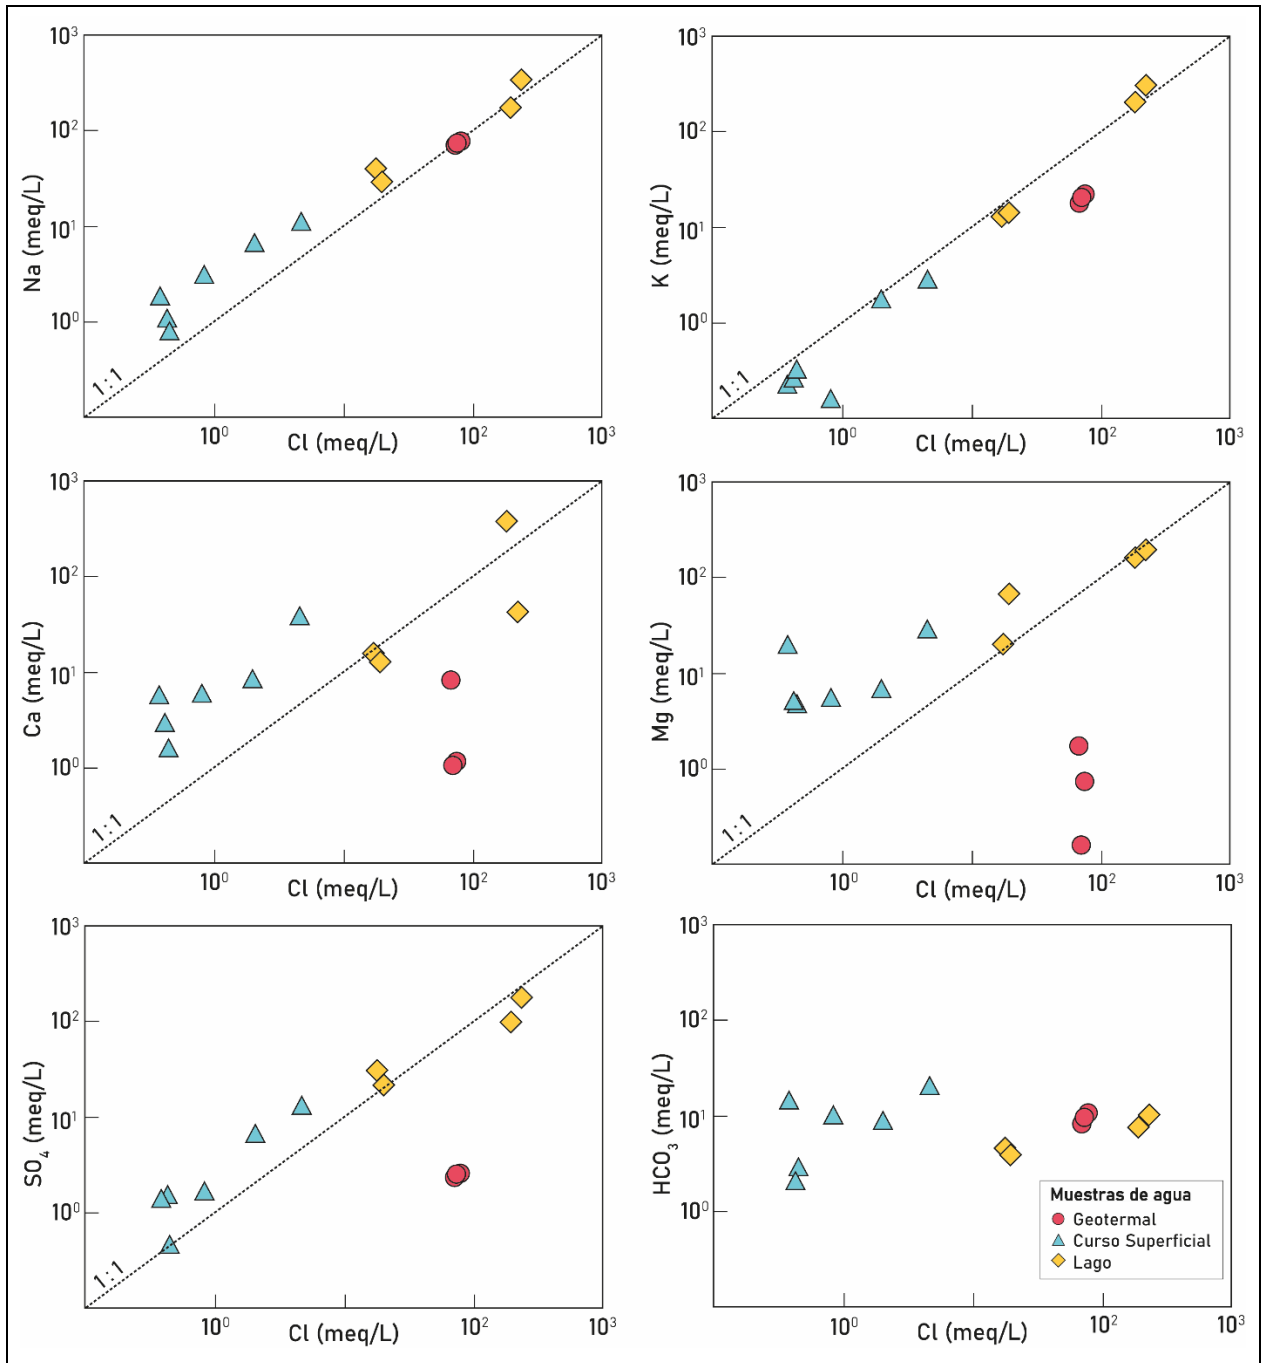 10³
10²
10¹
10⁰
Na (meq/L)
1:1
10⁰
10²
10³
Cl (meq/L)
10³
10²
10¹
10⁰
K (meq/L)
1:1
10⁰
10²
10³
Cl (meq/L)
10³
10²
10¹
10⁰
Ca (meq/L)
1:1
10⁰
10²
10³
Cl (meq/L)
10³
10²
10¹
10⁰
Mg (meq/L)
1:1
10⁰
10²
10³
Cl (meq/L)
10³
10²
10¹
10⁰
SO₄ (meq/L)
1:1
10⁰
10²
10³
Cl (meq/L)
10³
10²
10¹
10⁰
HCO₃ (meq/L)
Muestras de agua
Geotermal
Curso Superficial
Lago
10⁰
10²
10³
Cl (meq/L)